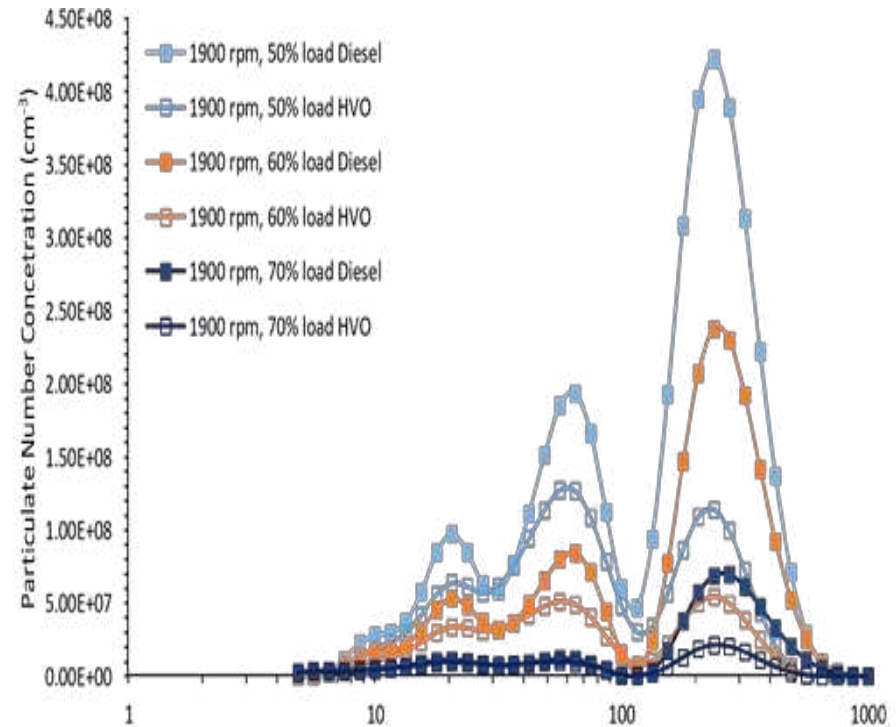 Particulate Number Concetration (cm⁻³)
4.50E+08
4.00E+08
3.50E+08
3.00E+08
2.50E+08
2.00E+08
1.50E+08
1.00E+08
5.00E+07
0.00E+00
1900 rpm, 50% load Diesel
1900 rpm, 50% load HVO
1900 rpm, 60% load Diesel
1900 rpm, 60% load HVO
1900 rpm, 70% load Diesel
1900 rpm, 70% load HVO
1 10 100 1000